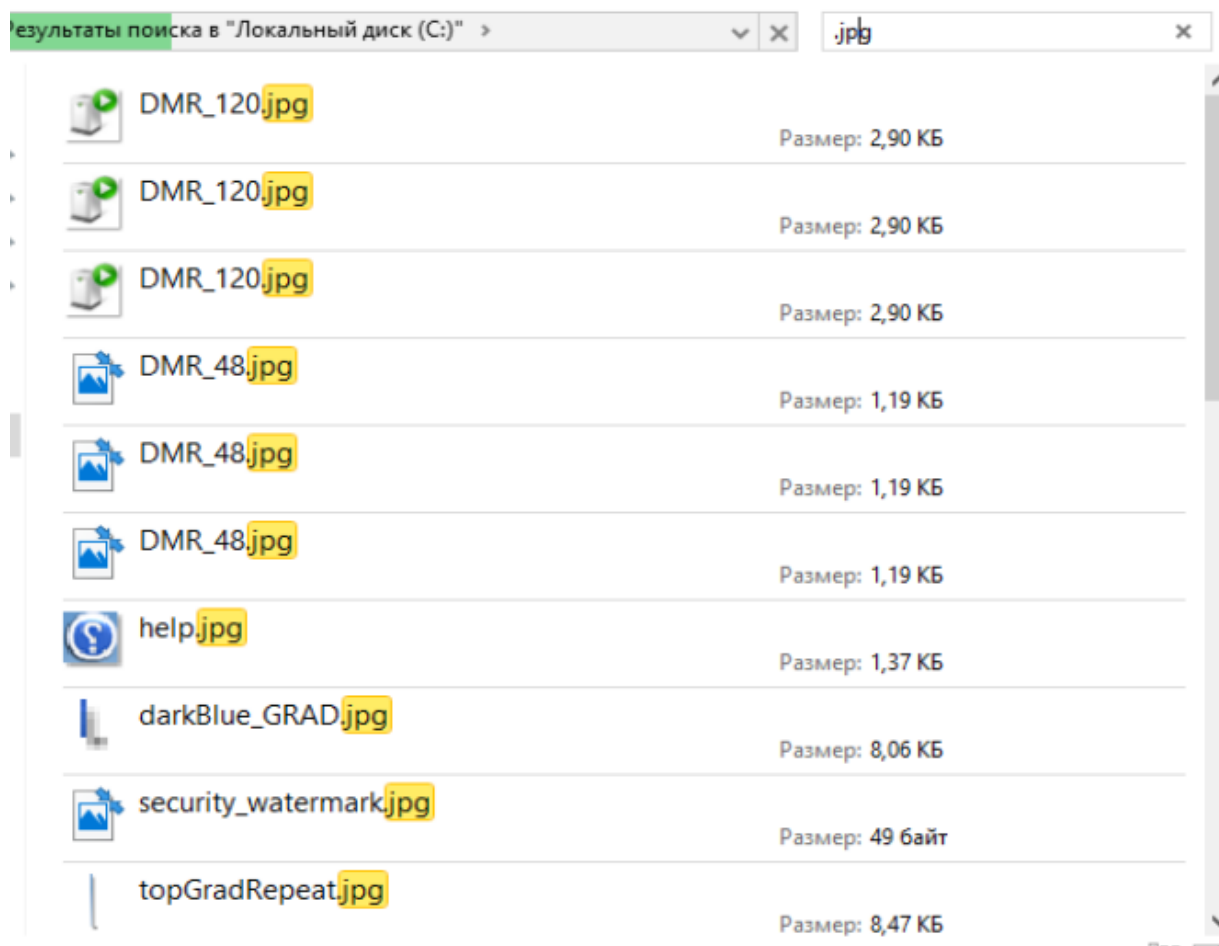 Результаты поиска в "Локальный диск (C:)" >
.jpg
DMR_120.jpg
Размер: 2,90 КБ
DMR_120.jpg
Размер: 2,90 КБ
DMR_120.jpg
Размер: 2,90 КБ
DMR_48.jpg
Размер: 1,19 КБ
DMR_48.jpg
Размер: 1,19 КБ
DMR_48.jpg
Размер: 1,19 КБ
help.jpg
Размер: 1,37 КБ
darkBlue_GRAD.jpg
Размер: 8,06 КБ
security_watermark.jpg
Размер: 49 байт
topGradRepeat.jpg
Размер: 8,47 КБ